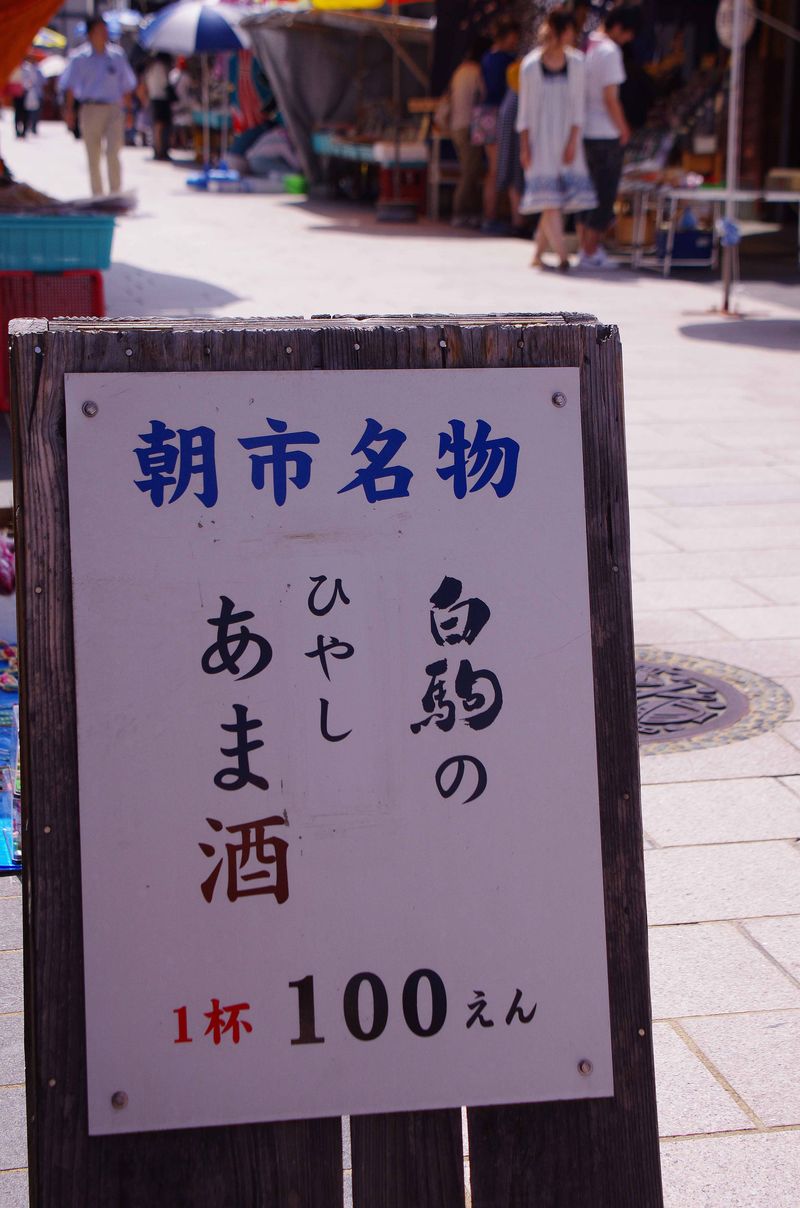 朝市名物
白駒の
ひやし
あま酒
1杯 100えん